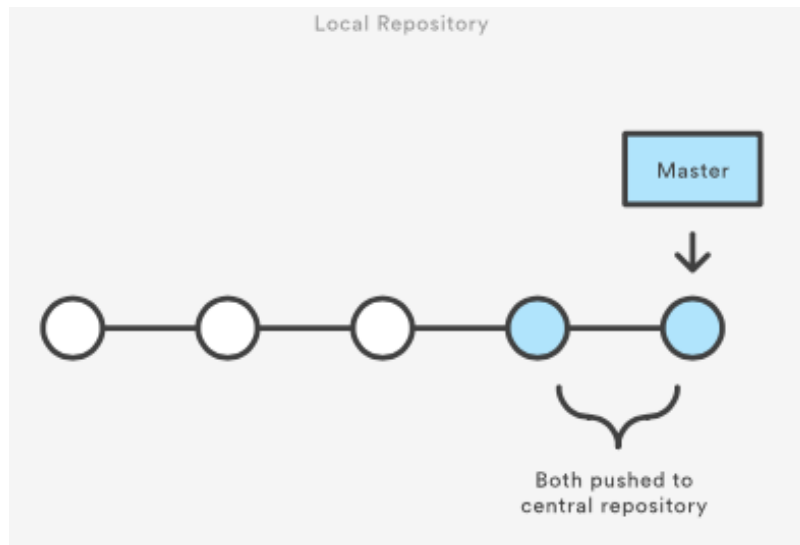 Local Repository
Master
Both pushed to
central repository